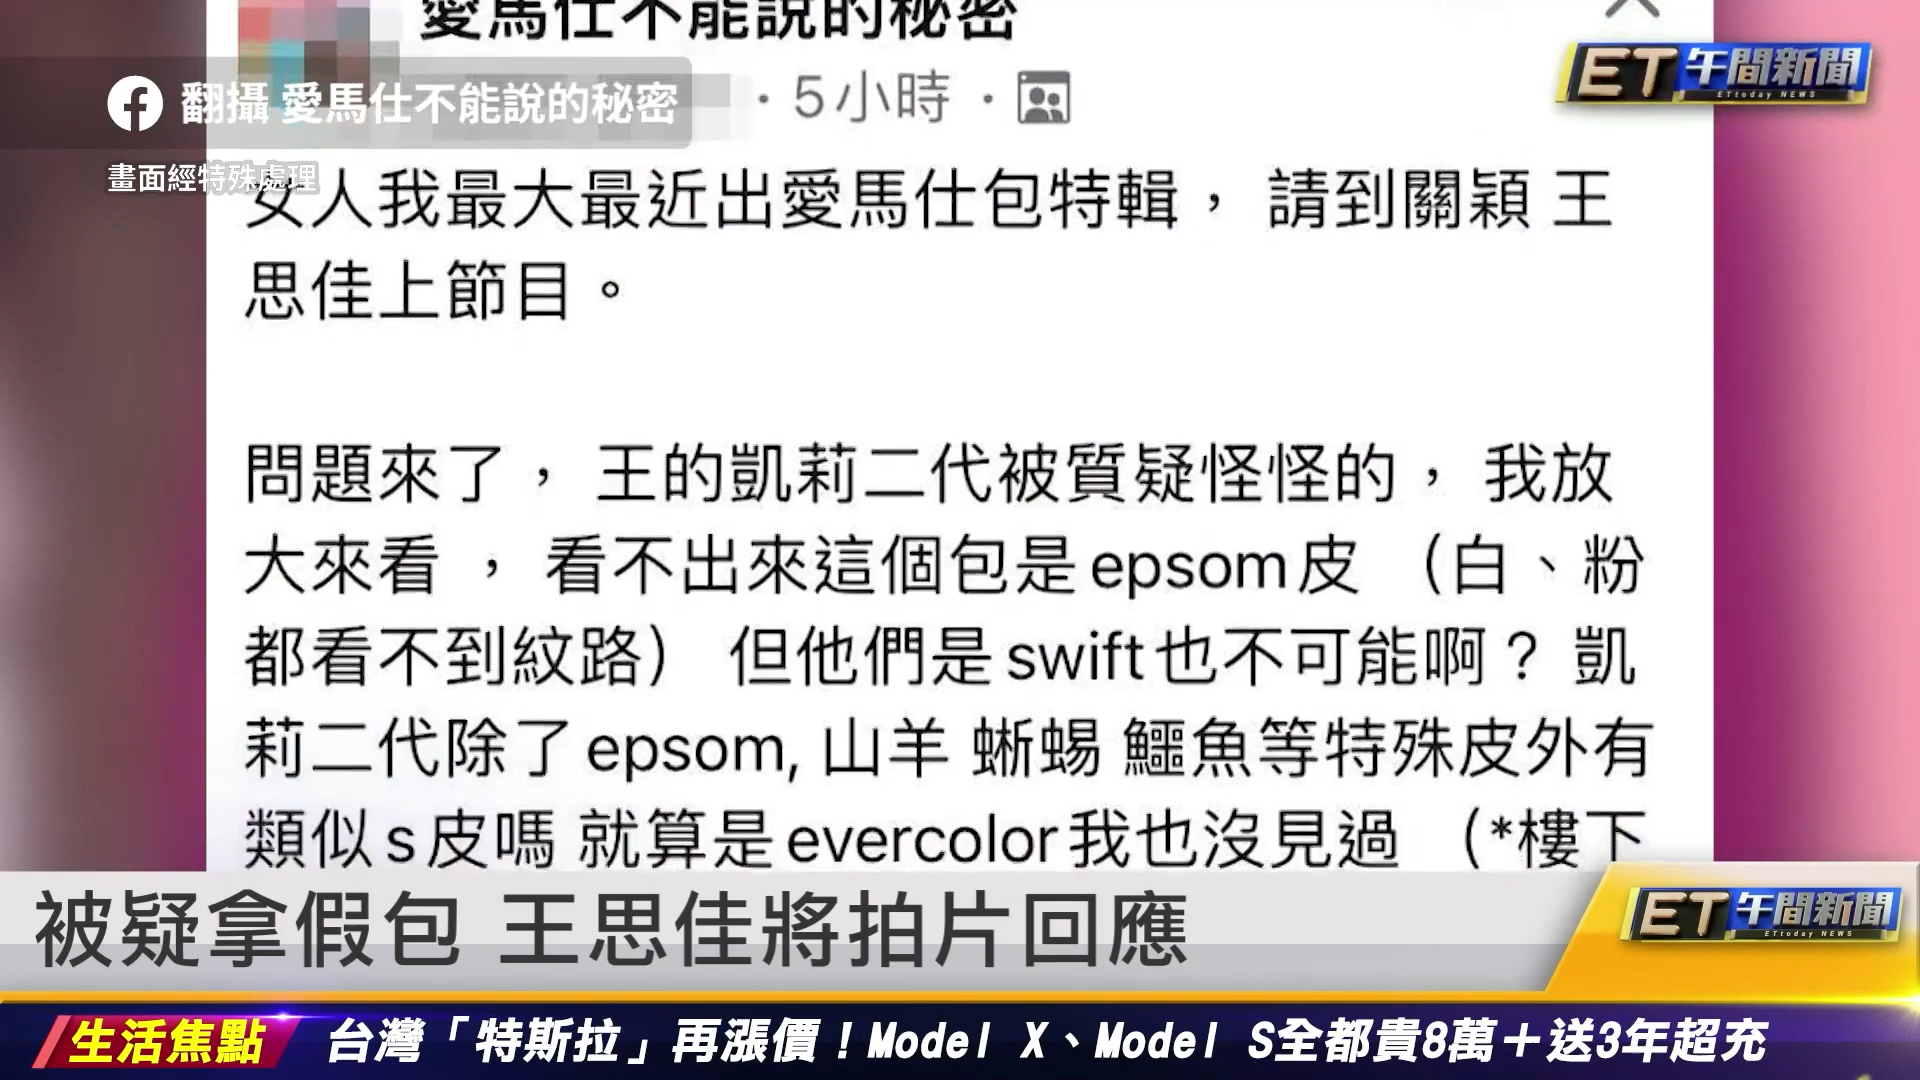 愛馬仕不能說的秘密
翻攝 愛馬仕不能說的秘密
· 5小時 ·
ET午間新聞
ETtoday NEWS
畫面經特殊處理
女人我最大最近出愛馬仕包特輯， 請到關穎 王
思佳上節目。
問題來了， 王的凱莉二代被質疑怪怪的， 我放
大來看 ， 看不出來這個包是epsom皮 （白、粉
都看不到紋路） 但他們是swift也不可能啊？ 凱
莉二代除了epsom, 山羊 蜥蜴 鱷魚等特殊皮外有
類似s皮嗎 就算是evercolor我也沒見過 （*樓下
被疑拿假包 王思佳將拍片回應
ET午間新聞
ETtoday NEWS
生活焦點 台灣「特斯拉」再漲價！Model X、Model S全都貴8萬＋送3年超充